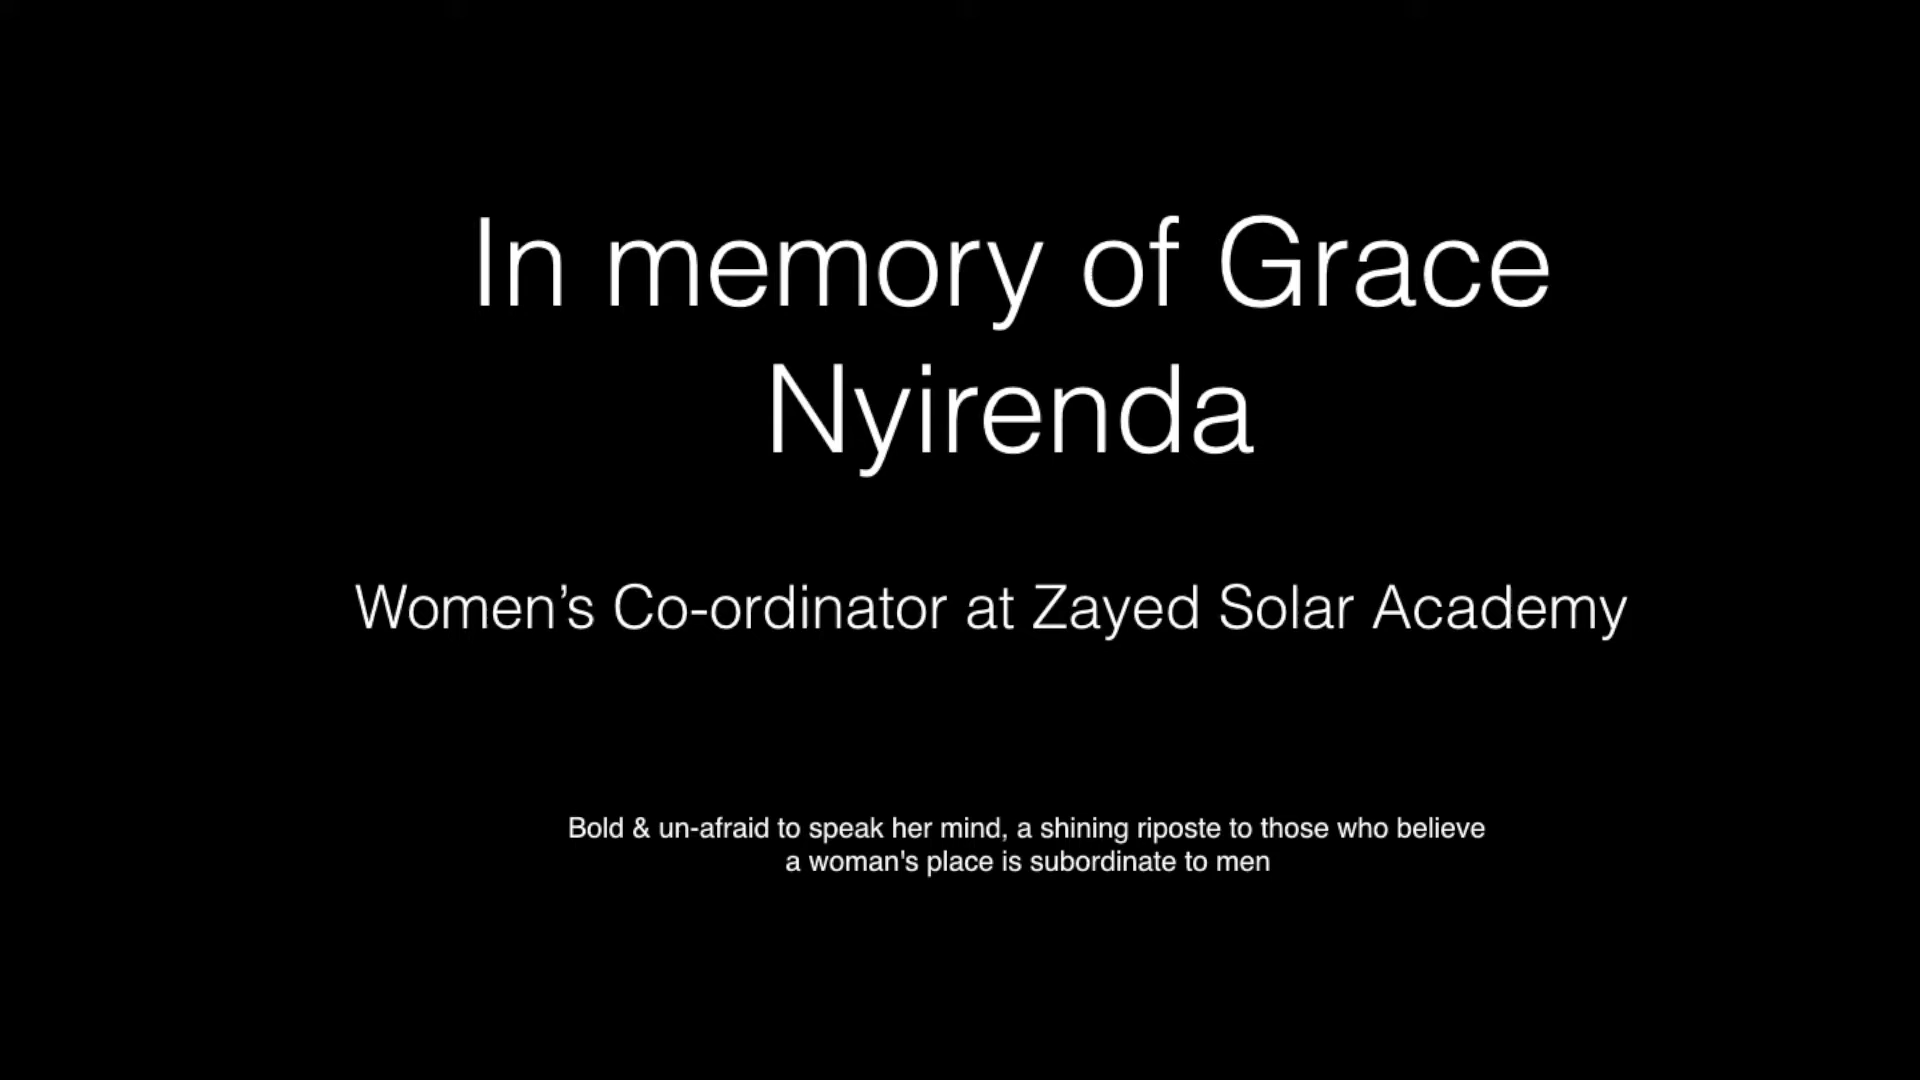 In memory of Grace
Nyirenda
Women’s Co-ordinator at Zayed Solar Academy
Bold & un-afraid to speak her mind, a shining riposte to those who believe
a woman's place is subordinate to men